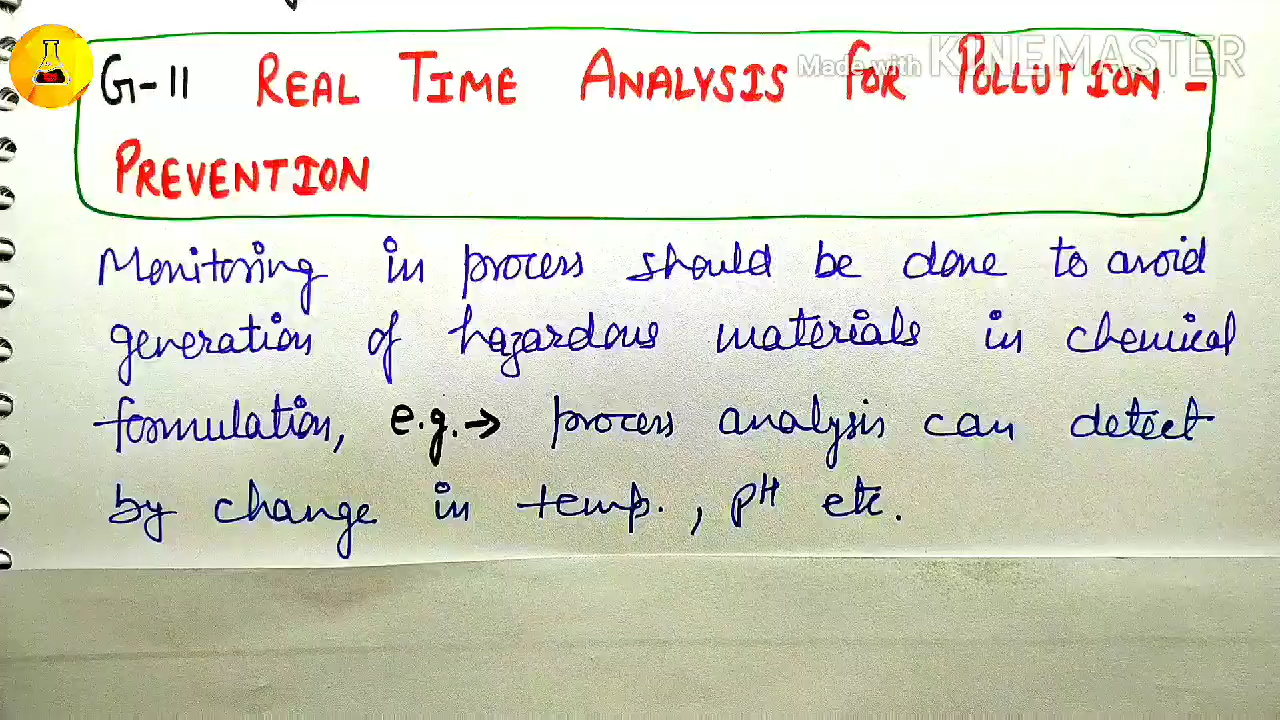 Made with KINEMASTER
G-11 REAL TIME ANALYSIS FOR POLLUTION-
PREVENTION
Monitoring in process should be done to avoid
generation of hazardous materials in chemical
formulation, e.g.→ process analysis can detect
by change in temp., pH etc.